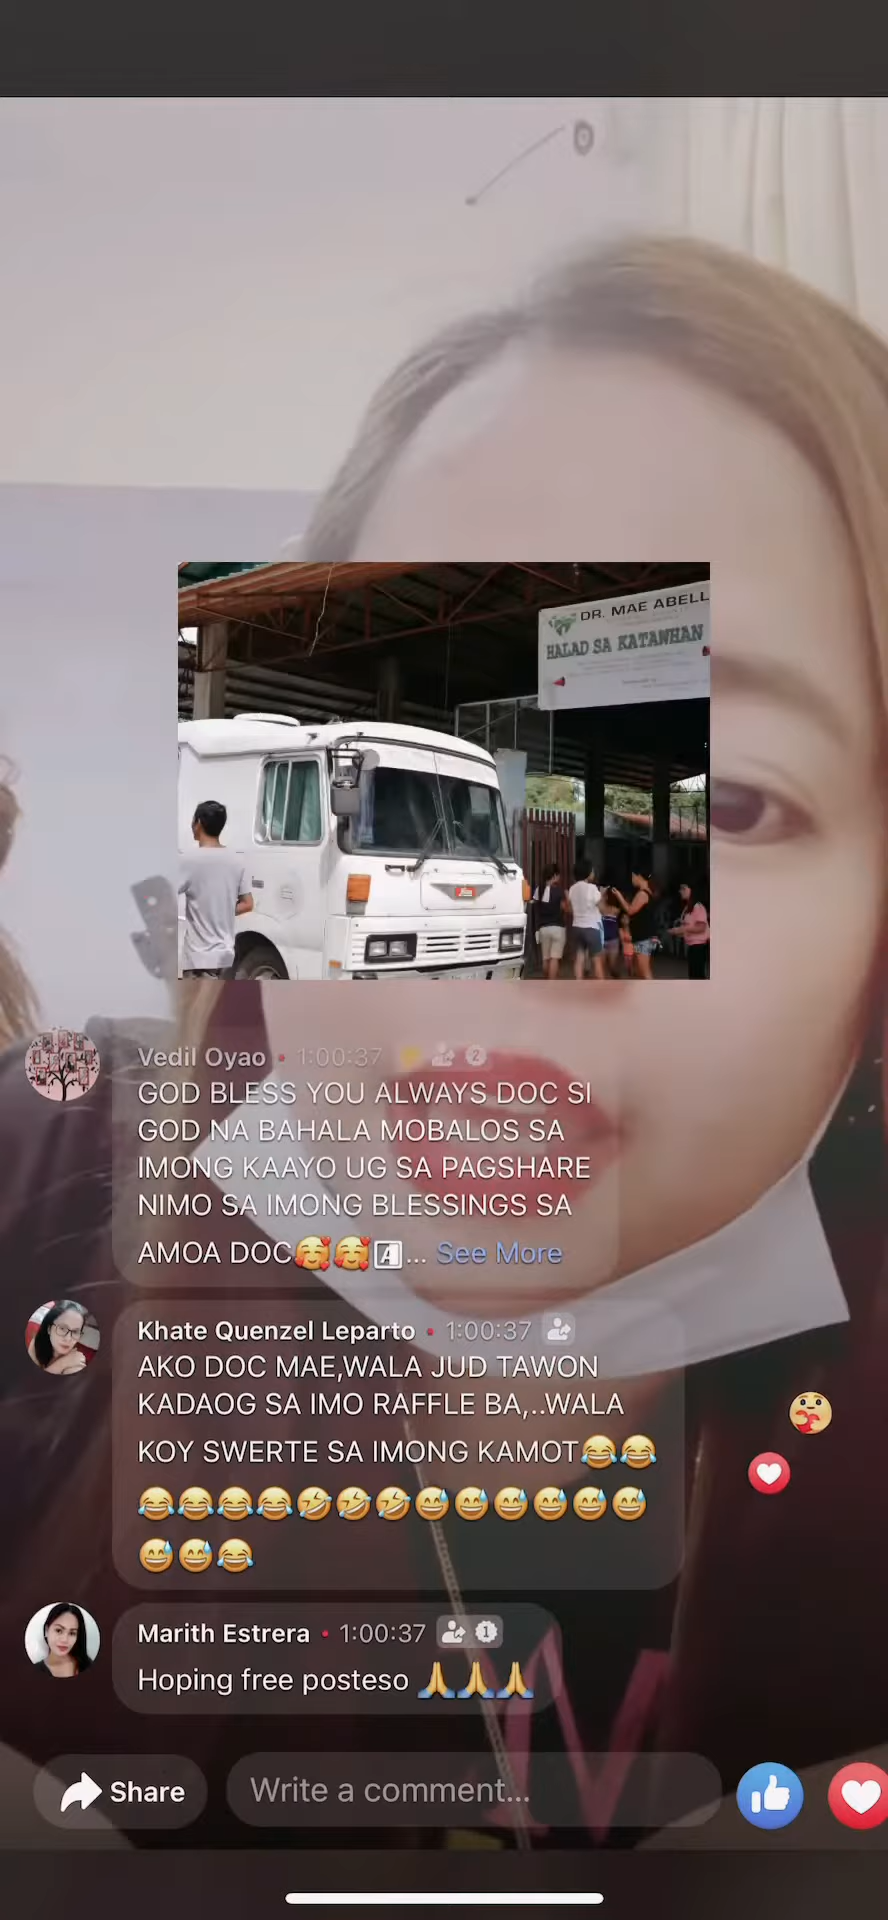 DR. MAE ABELL
HALAD SA KATAWHAN
Vedil Oyao • 1:00:37 2
GOD BLESS YOU ALWAYS DOC SI
GOD NA BAHALA MOBALOS SA
IMONG KAAYO UG SA PAGSHARE
NIMO SA IMONG BLESSINGS SA
AMOA DOC🥰🥰🅰... See More
Khate Quenzel Leparto • 1:00:37
AKO DOC MAE,WALA JUD TAWON
KADAOG SA IMO RAFFLE BA,..WALA
KOY SWERTE SA IMONG KAMOT😂😂
😂😂😂😂🤣🤣🤣😅😅😅😅😅😅
😅😅😂
Marith Estrera • 1:00:37 1
Hoping free posteso 🙏🙏🙏
Share
Write a comment...